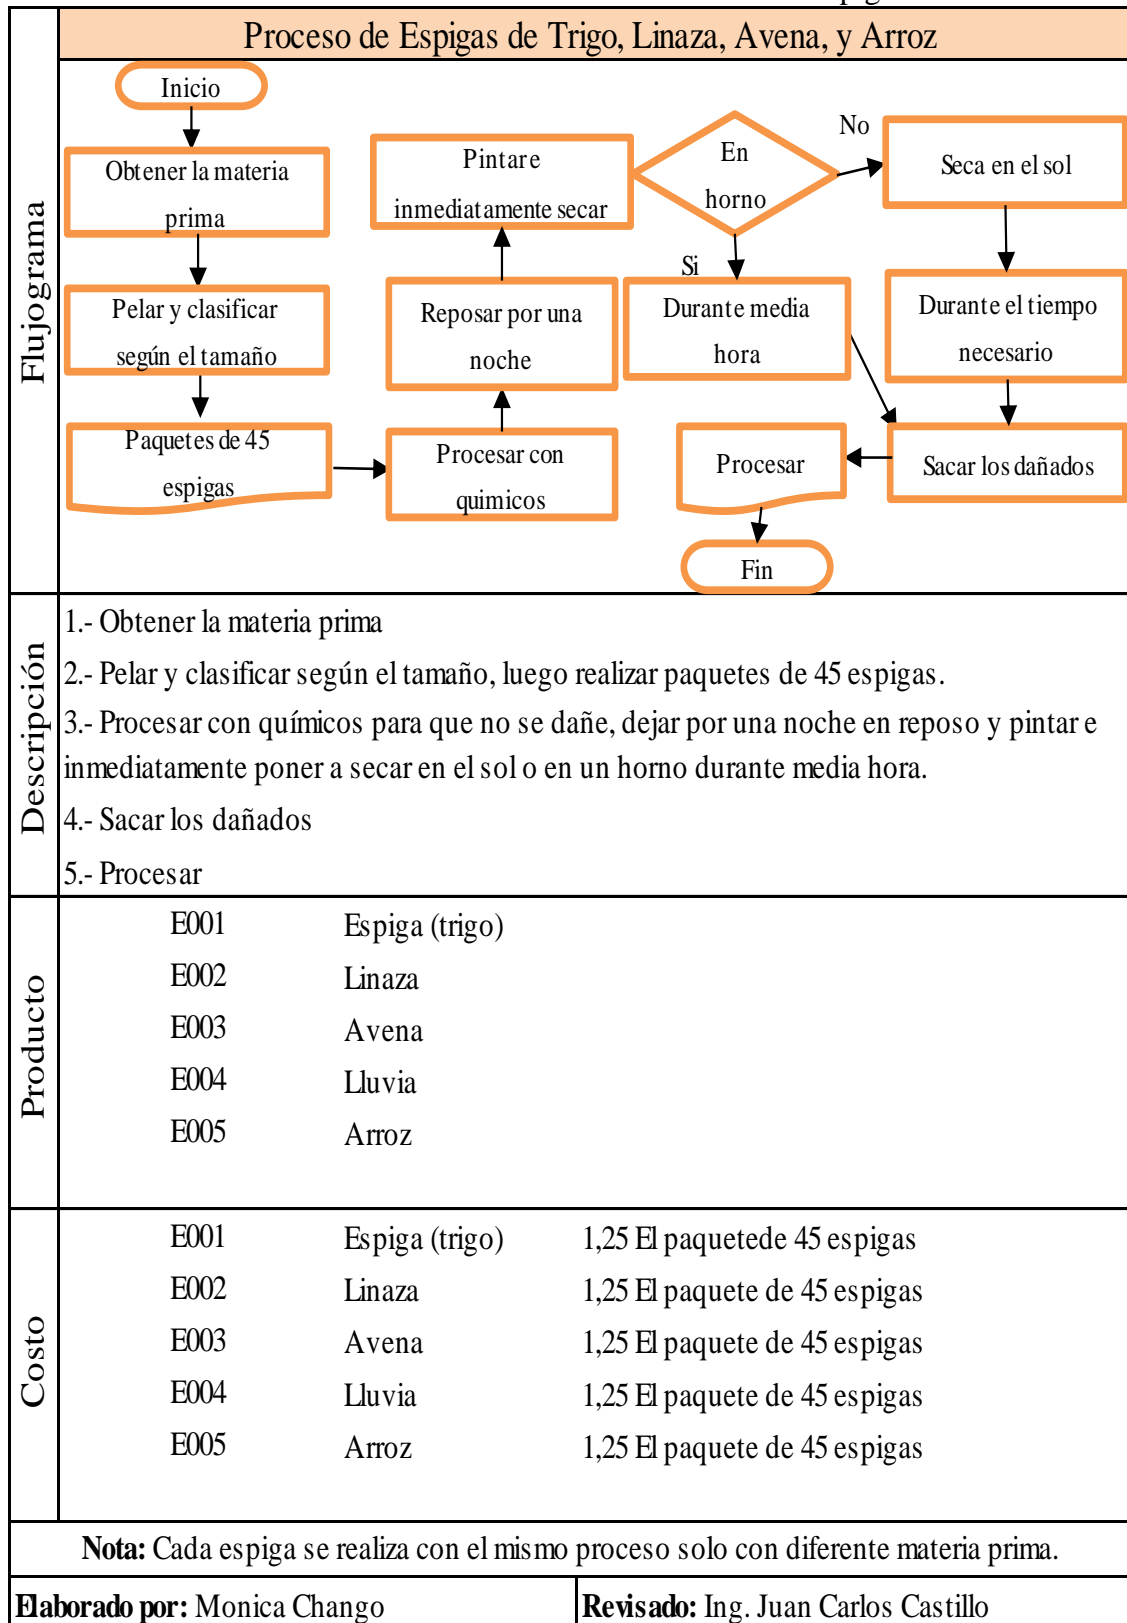 Proceso de Espigas de Trigo, Linaza, Avena, y Arroz
Flujograma
Inicio
Obtener la materia
prima
Pelar y clasificar
según el tamaño
Paquetes de 45
espigas
Procesar con
quimicos
Reposar por una
noche
Pintar e
inmediatamente secar
En
horno
No
Seca en el sol
Durante el tiempo
necesario
Si
Durante media
hora
Sacar los dañados
Procesar
Fin
Descripción
1.- Obtener la materia prima
2.- Pelar y clasificar según el tamaño, luego realizar paquetes de 45 espigas.
3.- Procesar con químicos para que no se dañe, dejar por una noche en reposo y pintar e
inmediatamente poner a secar en el sol o en un horno durante media hora.
4.- Sacar los dañados
5.- Procesar
Producto
E001 Espiga (trigo)
E002 Linaza
E003 Avena
E004 Lluvia
E005 Arroz
Costo
E001 Espiga (trigo) 1,25 El paquetede 45 espigas
E002 Linaza 1,25 El paquete de 45 espigas
E003 Avena 1,25 El paquete de 45 espigas
E004 Lluvia 1,25 El paquete de 45 espigas
E005 Arroz 1,25 El paquete de 45 espigas
Nota: Cada espiga se realiza con el mismo proceso solo con diferente materia prima.
Elaborado por: Monica Chango Revisado: Ing. Juan Carlos Castillo